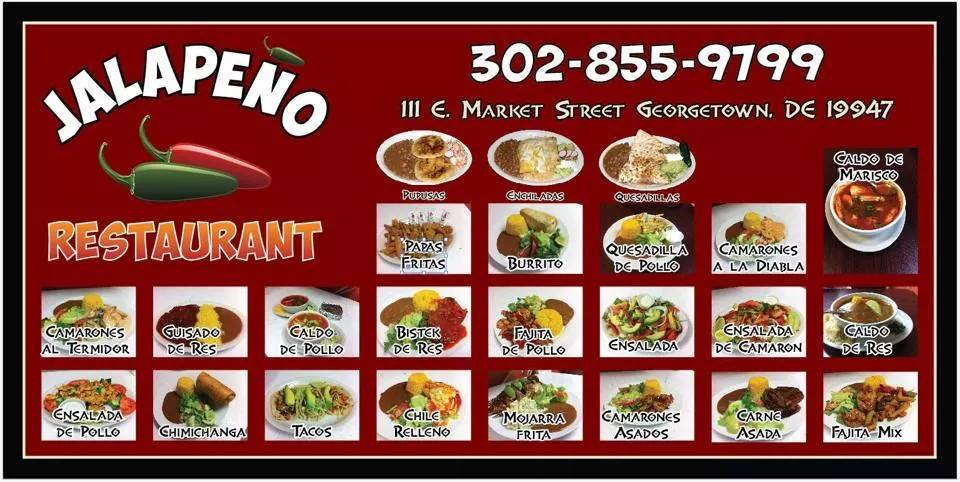 JALAPEÑO
RESTAURANT
302-855-9799
111 E. MARKET STREET GEORGETOWN, DE 19947
PUPUSAS
ENCHILADAS
QUESADILLAS
CALDO DE
MARISCO
PAPAS
FRITAS
BURRITO
QUESADILLA
DE POLLO
CAMARONES
A LA DIABLA
CAMARONES
AL TERMIDOR
GUISADO
DE RES
CALDO
DE POLLO
BISTEK
DE RES
FAJITA
DE POLLO
ENSALADA
ENSALADA
DE CAMARON
CALDO
DE RES
ENSALADA
DE POLLO
CHIMICHANGA
TACOS
CHILE
RELLENO
MOJARRA
FRITA
CAMARONES
ASADOS
CARNE
ASADA
FAJITA MIX